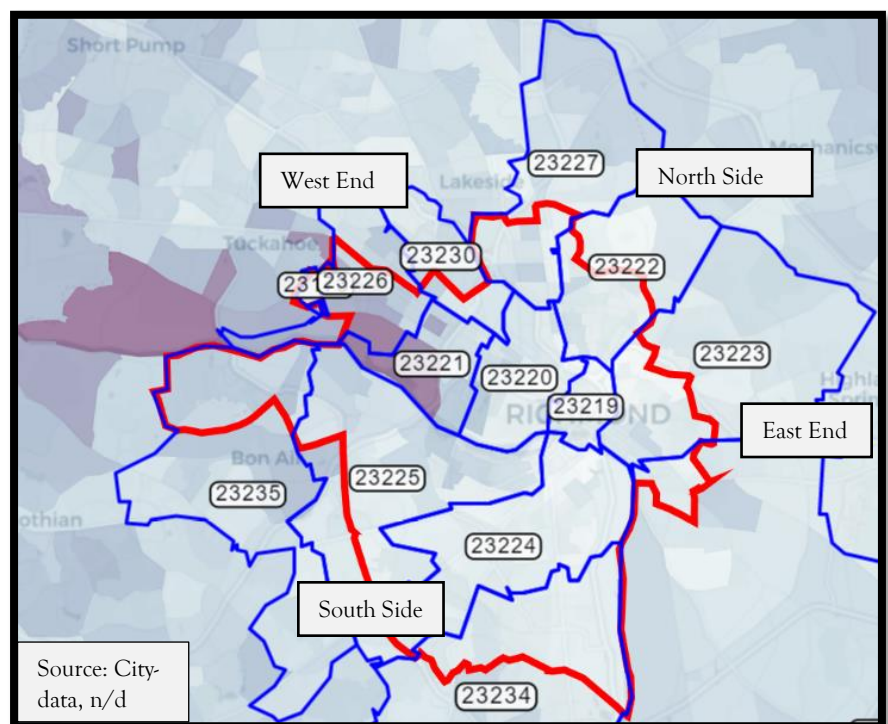 Short Pump
Mechanics
23227
West End
North Side
Lakeside
Tuckahoe
23230
23222
23226
23223
23221
23220
23219
RICHMOND
East End
Bon Air
23225
23235
23224
South Side
Source: City-
data, n/d
23234